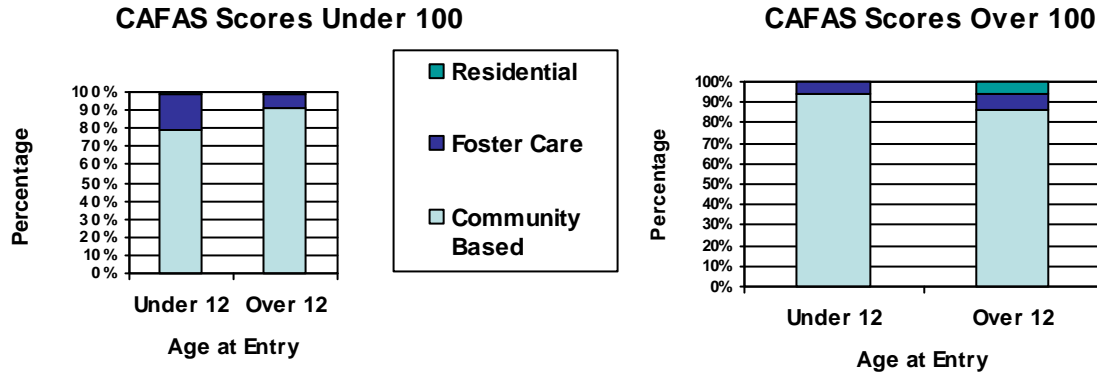 CAFAS Scores Under 100
Percentage
100%
90%
80%
70%
60%
50%
40%
30%
20%
10%
0%
Under 12 Over 12
Age at Entry
Residential
Foster Care
Community
Based
CAFAS Scores Over 100
Percentage
100%
90%
80%
70%
60%
50%
40%
30%
20%
10%
0%
Under 12 Over 12
Age at Entry